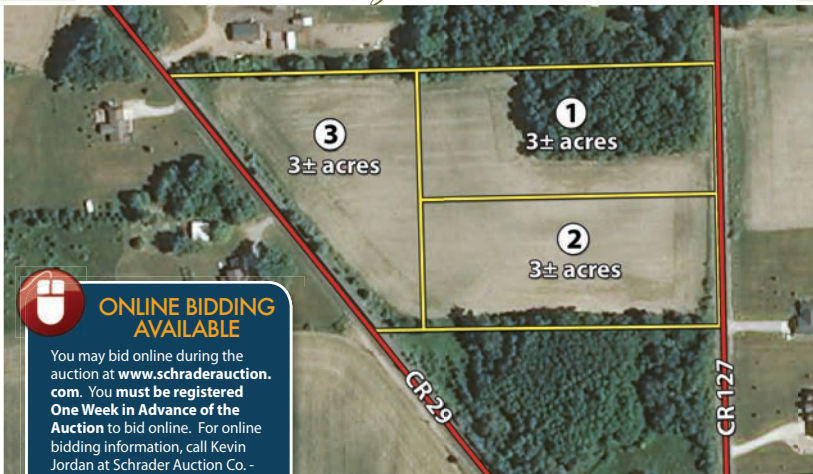 1
3± acres
3
3± acres
2
3± acres
ONLINE BIDDING
AVAILABLE
You may bid online during the
auction at www.schraderauction.
com. You must be registered
One Week in Advance of the
Auction to bid online. For online
bidding information, call Kevin
Jordan at Schrader Auction Co. -
CR 29
CR 127